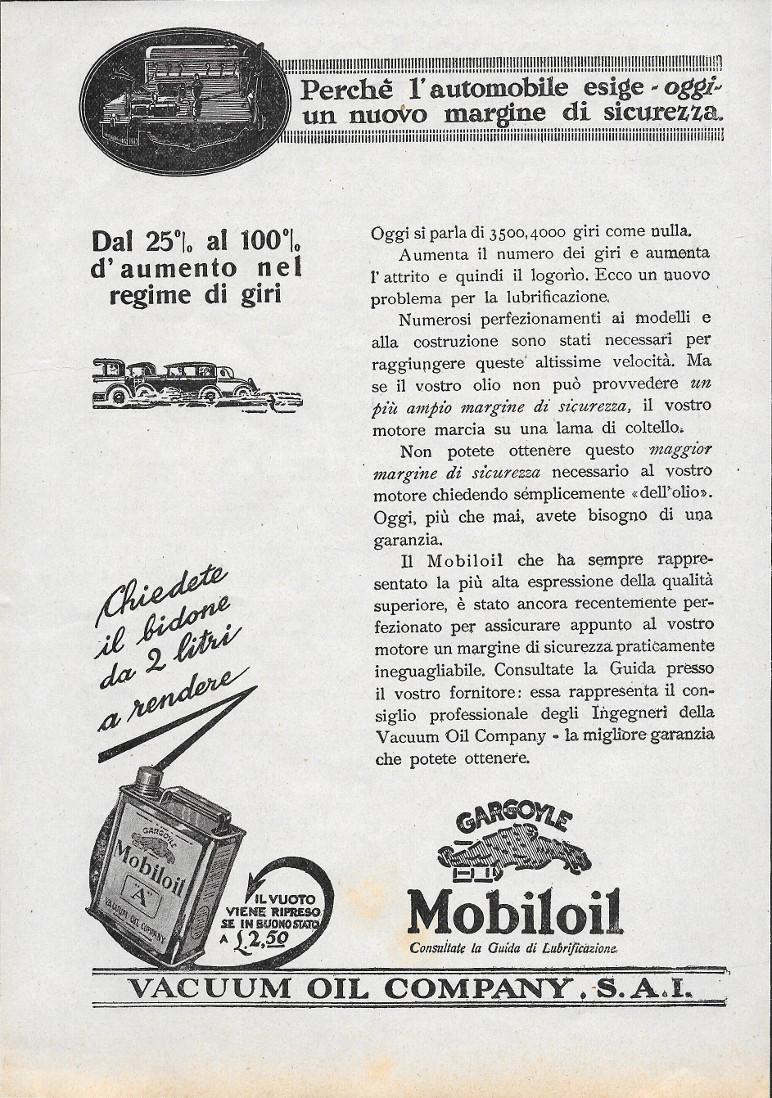 Perchè l'automobile esige - oggi -
un nuovo margine di sicurezza.
Dal 25% al 100%
d'aumento nel
regime di giri
Oggi si parla di 3500, 4000 giri come nulla.
Aumenta il numero dei giri e aumenta
l'attrito e quindi il logorìo. Ecco un nuovo
problema per la lubrificazione.
Numerosi perfezionamenti ai modelli e
alla costruzione sono stati necessari per
raggiungere queste altissime velocità. Ma
se il vostro olio non può provvedere un
più ampio margine di sicurezza, il vostro
motore marcia su una lama di coltello.
Non potete ottenere questo maggior
margine di sicurezza necessario al vostro
motore chiedendo semplicemente «dell'olio».
Oggi, più che mai, avete bisogno di una
garanzia.
Il Mobiloil che ha sempre rappre-
sentato la più alta espressione della qualità
superiore, è stato ancora recentemente per-
fezionato per assicurare appunto al vostro
motore un margine di sicurezza praticamente
ineguagliabile. Consultate la Guida presso
il vostro fornitore: essa rappresenta il con-
siglio professionale degli Ingegneri della
Vacuum Oil Company - la migliore garanzia
che potete ottenere.
Chiedete
il bidone
da 2 litri
a rendere
GARGOYLE
Mobiloil
"A"
VACUUM OIL COMPANY
IL VUOTO
VIENE RIPRESO
SE IN BUONO STATO
A L. 2,50
GARGOYLE
Mobiloil
Consultate la Guida di Lubrificazione
VACUUM OIL COMPANY, S.A.I.